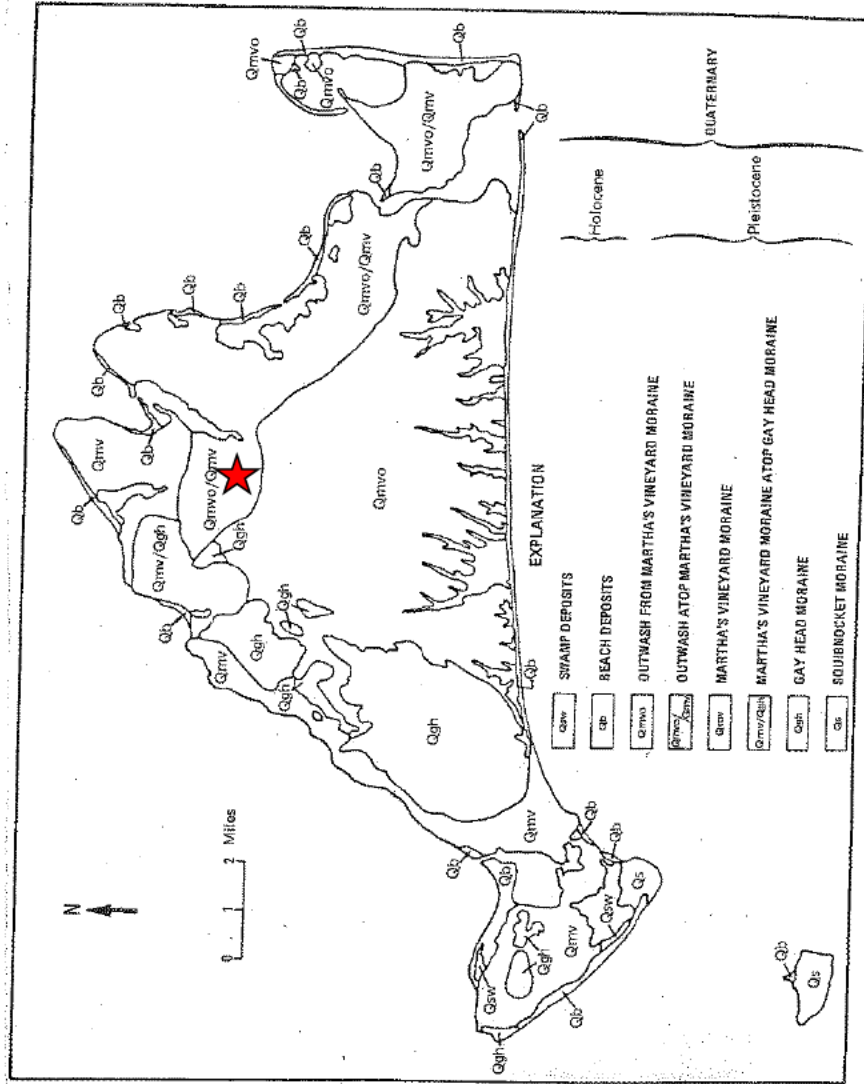 N
0 1 2 Miles
Qb
Qmv
Qb
Qb
Qb
Qmv/Qgh
Qb
Qb
Qmvo/Qmv
Qmv
Qb
Qgh
Qmvo
Qgh
Qgh
Qgh
Qb
Qb
Qb
Qmvo
Qmvo/Qmv
Qb
Qmvo
Qmvo/Qmv
Qgh
Qb
Qb
Qsw
Qgh
Qb
Qb
Qmv
Qb
Qgh
Qmv
Qb
Qb
Qb
Qsw
Qs
Qb
Qs
EXPLANATION
Qsw SWAMP DEPOSITS
Qb BEACH DEPOSITS
Holocene
Qmvo OUTWASH FROM MARTHA'S VINEYARD MORAINE
Qmvo/Qmv OUTWASH ATOP MARTHA'S VINEYARD MORAINE
Qmv MARTHA'S VINEYARD MORAINE
Qmv/Qgh MARTHA'S VINEYARD MORAINE ATOP GAY HEAD MORAINE
Qgh GAY HEAD MORAINE
Qs SQUIBNOCKET MORAINE
Pleistocene
QUATERNARY